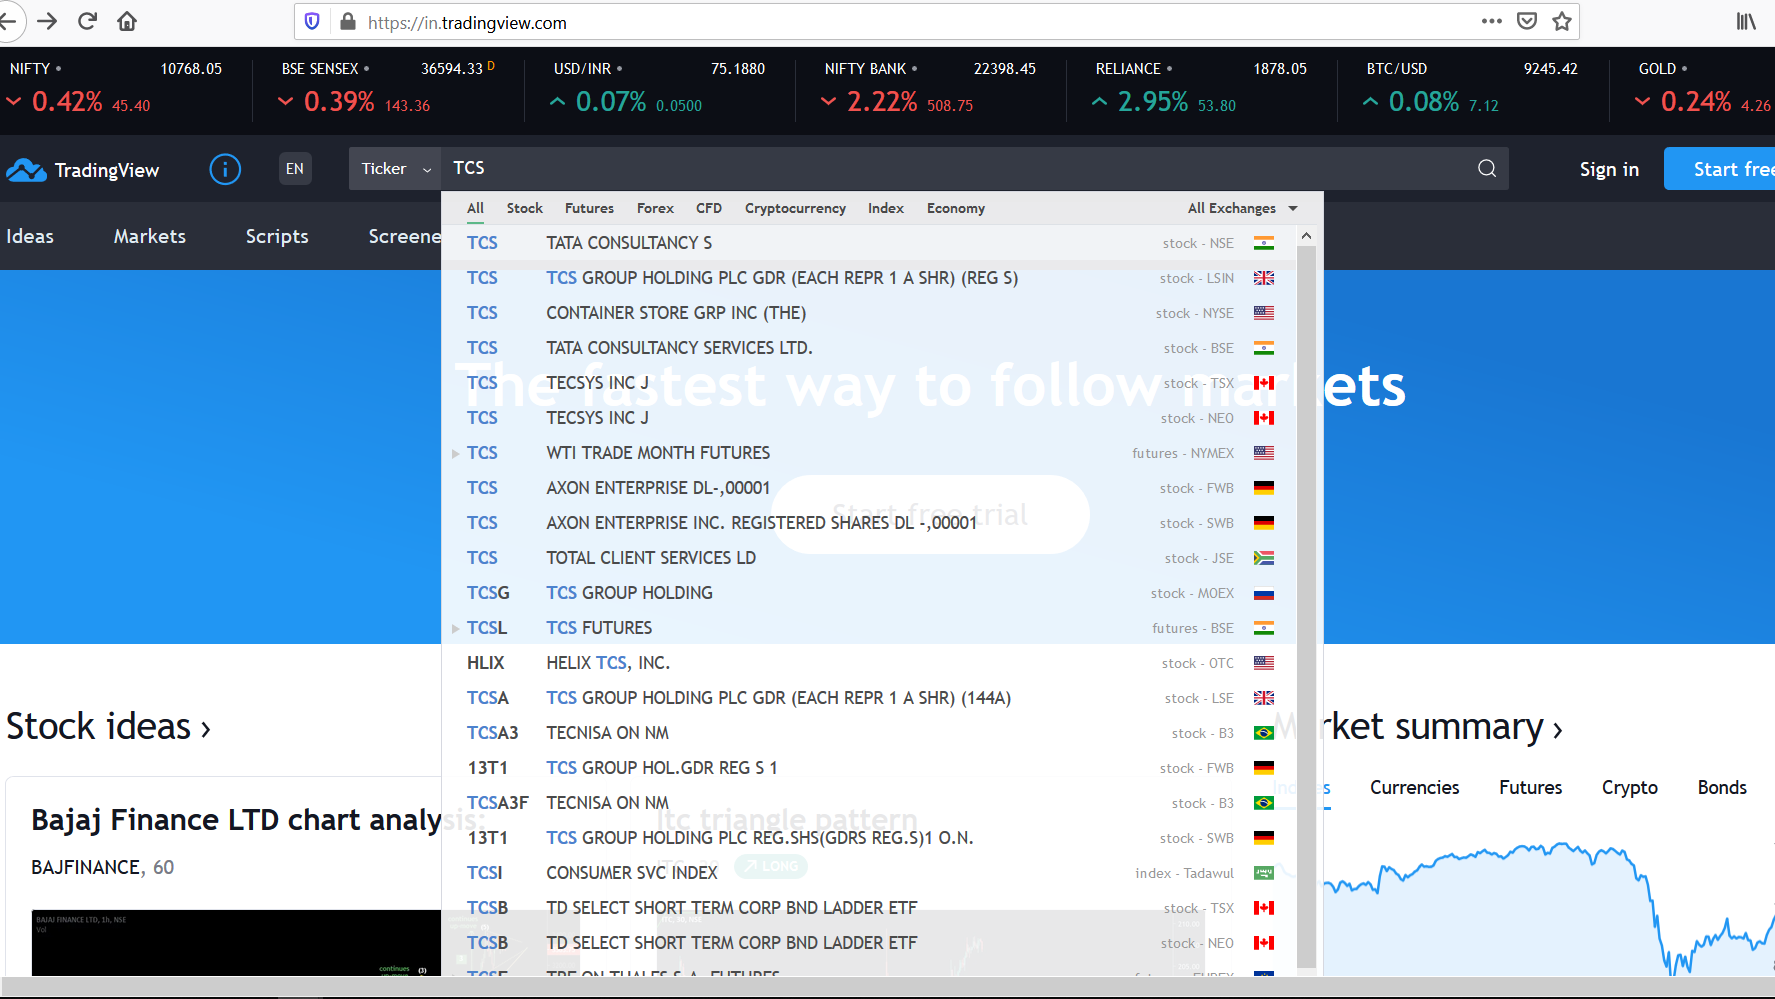 https://in.tradingview.com
NIFTY • 10768.05
0.42% 45.40
BSE SENSEX • 36594.33 D
0.39% 143.36
USD/INR • 75.1880
0.07% 0.0500
NIFTY BANK • 22398.45
2.22% 508.75
RELIANCE • 1878.05
2.95% 53.80
BTC/USD 9245.42
0.08% 7.12
GOLD •
0.24% 4.26
TradingView
EN
Ticker
TCS
Sign in
Start free
Ideas
Markets
Scripts
Screene
All Stock Futures Forex CFD Cryptocurrency Index Economy All Exchanges
TCS TATA CONSULTANCY S stock - NSE
TCS TCS GROUP HOLDING PLC GDR (EACH REPR 1 A SHR) (REG S) stock - LSIN
TCS CONTAINER STORE GRP INC (THE) stock - NYSE
TCS TATA CONSULTANCY SERVICES LTD. stock - BSE
TCS TECSYS INC J stock - TSX
TCS TECSYS INC J stock - NEO
TCS WTI TRADE MONTH FUTURES futures - NYMEX
TCS AXON ENTERPRISE DL-,00001 stock - FWB
TCS AXON ENTERPRISE INC. REGISTERED SHARES DL -,00001 stock - SWB
TCS TOTAL CLIENT SERVICES LD stock - JSE
TCSG TCS GROUP HOLDING stock - MOEX
TCSL TCS FUTURES futures - BSE
HLIX HELIX TCS, INC. stock - OTC
TCSA TCS GROUP HOLDING PLC GDR (EACH REPR 1 A SHR) (144A) stock - LSE
TCSA3 TECNISA ON NM stock - B3
13T1 TCS GROUP HOL.GDR REG S 1 stock - FWB
TCSA3F TECNISA ON NM stock - B3
13T1 TCS GROUP HOLDING PLC REG.SHS(GDRS REG.S)1 O.N. stock - SWB
TCSI CONSUMER SVC INDEX index - Tadawul
TCSB TD SELECT SHORT TERM CORP BND LADDER ETF stock - TSX
TCSB TD SELECT SHORT TERM CORP BND LADDER ETF stock - NEO
The fastest way to follow markets
Start free trial
Stock ideas ›
Bajaj Finance LTD chart analysis:
BAJFINANCE, 60
BAJAJ FINANCE LTD, 1h, NSE
Vol
continues
(3)
Itc triangle pattern
LONG
Market summary ›
Indices Currencies Futures Crypto Bonds